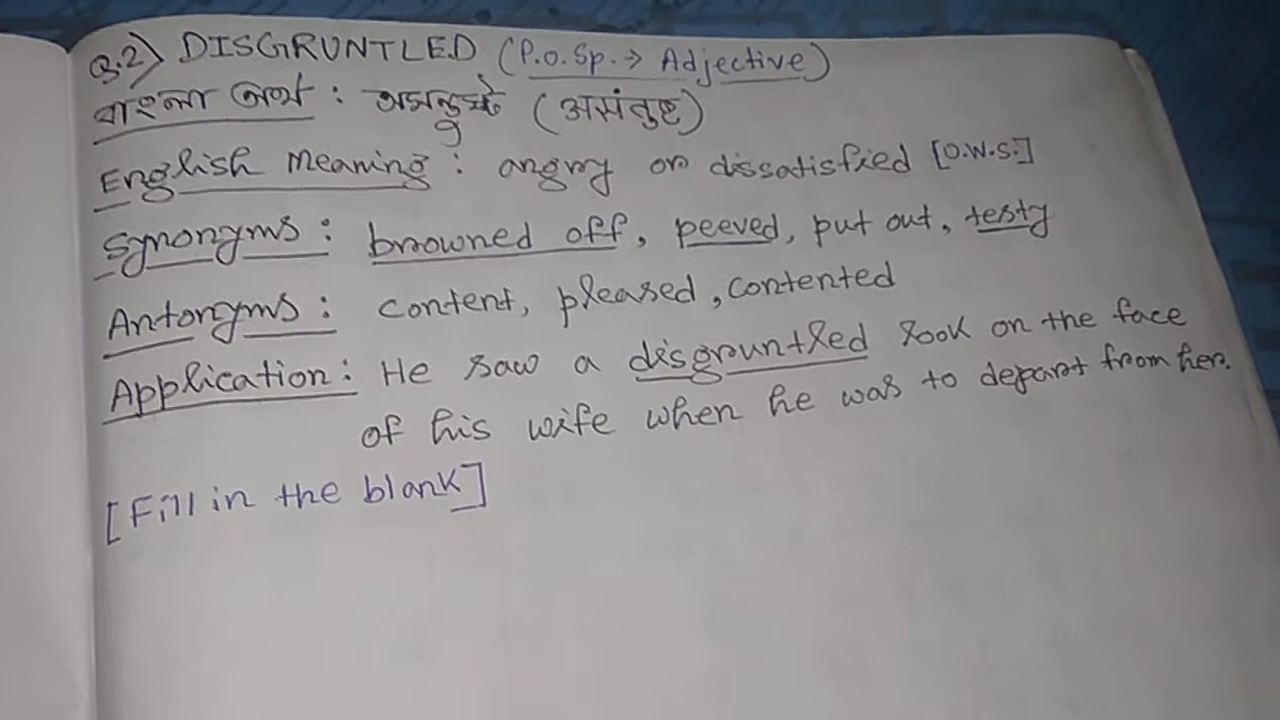 Q.2) DISGRUNTLED (P.O.Sp. → Adjective)
বাংলা অর্থ : অসন্তুষ্ট (असंतुष्ट)
English Meaning : angry or dissatisfied [O.W.S.]
Synonyms : browned off, peeved, put out, testy
Antonyms : content, pleased, contented
Application : He saw a disgruntled look on the face
of his wife when he was to depart from her.
[Fill in the blank]